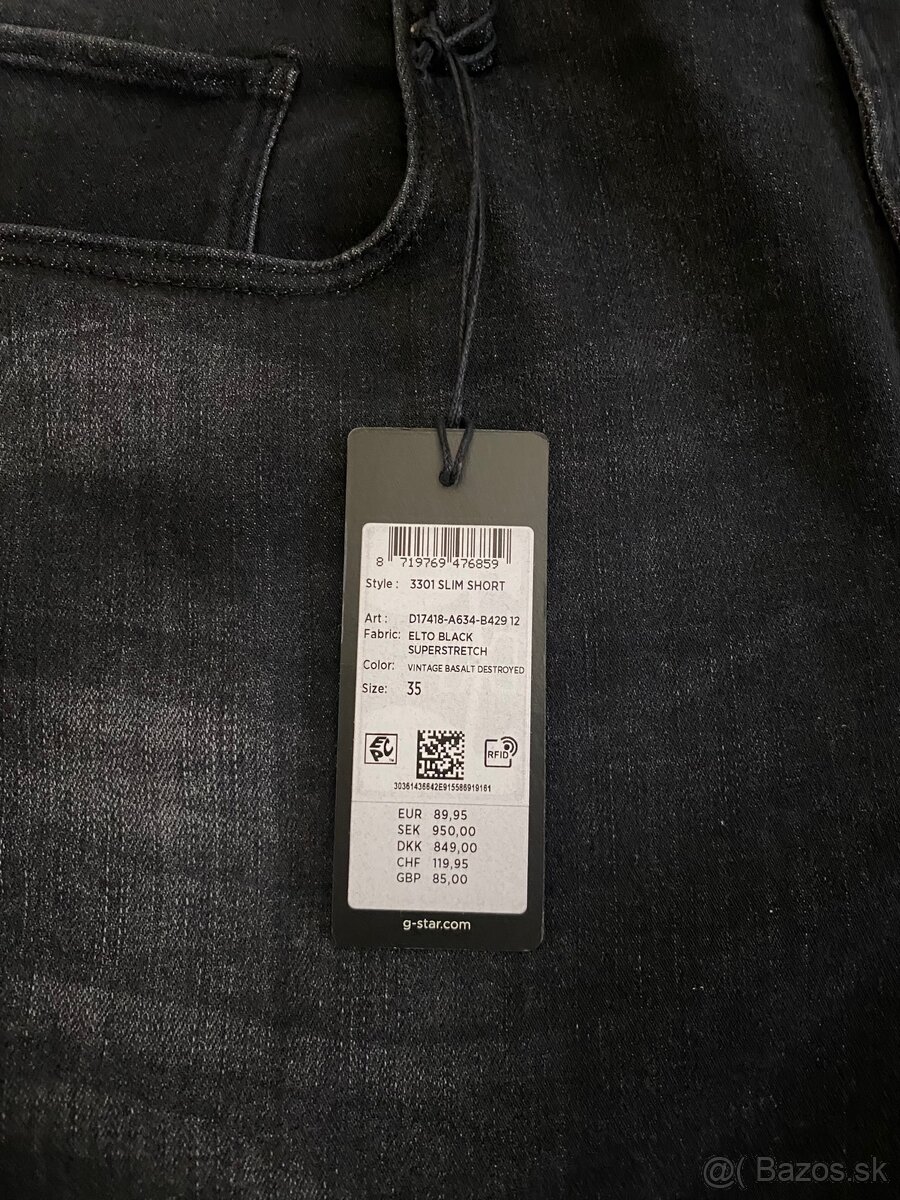 8 719769 476859
Style : 3301 SLIM SHORT
Art : D17418-A634-B429 12
Fabric: ELTO BLACK
SUPERSTRETCH
Color: VINTAGE BASALT DESTROYED
Size: 35
EPC
RFID
30361436642E915586919161
EUR 89,95
SEK 950,00
DKK 849,00
CHF 119,95
GBP 85,00
g-star.com
@( Bazos.sk